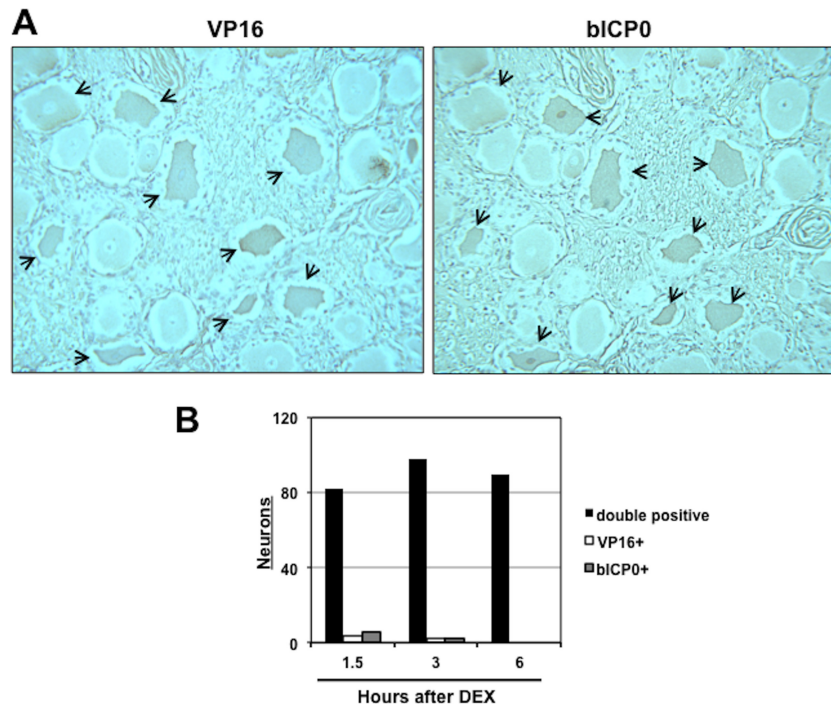 A
VP16
bICP0
B
120
80
40
0
Neurons
1.5
3
6
Hours after DEX
double positive
VP16+
bICP0+